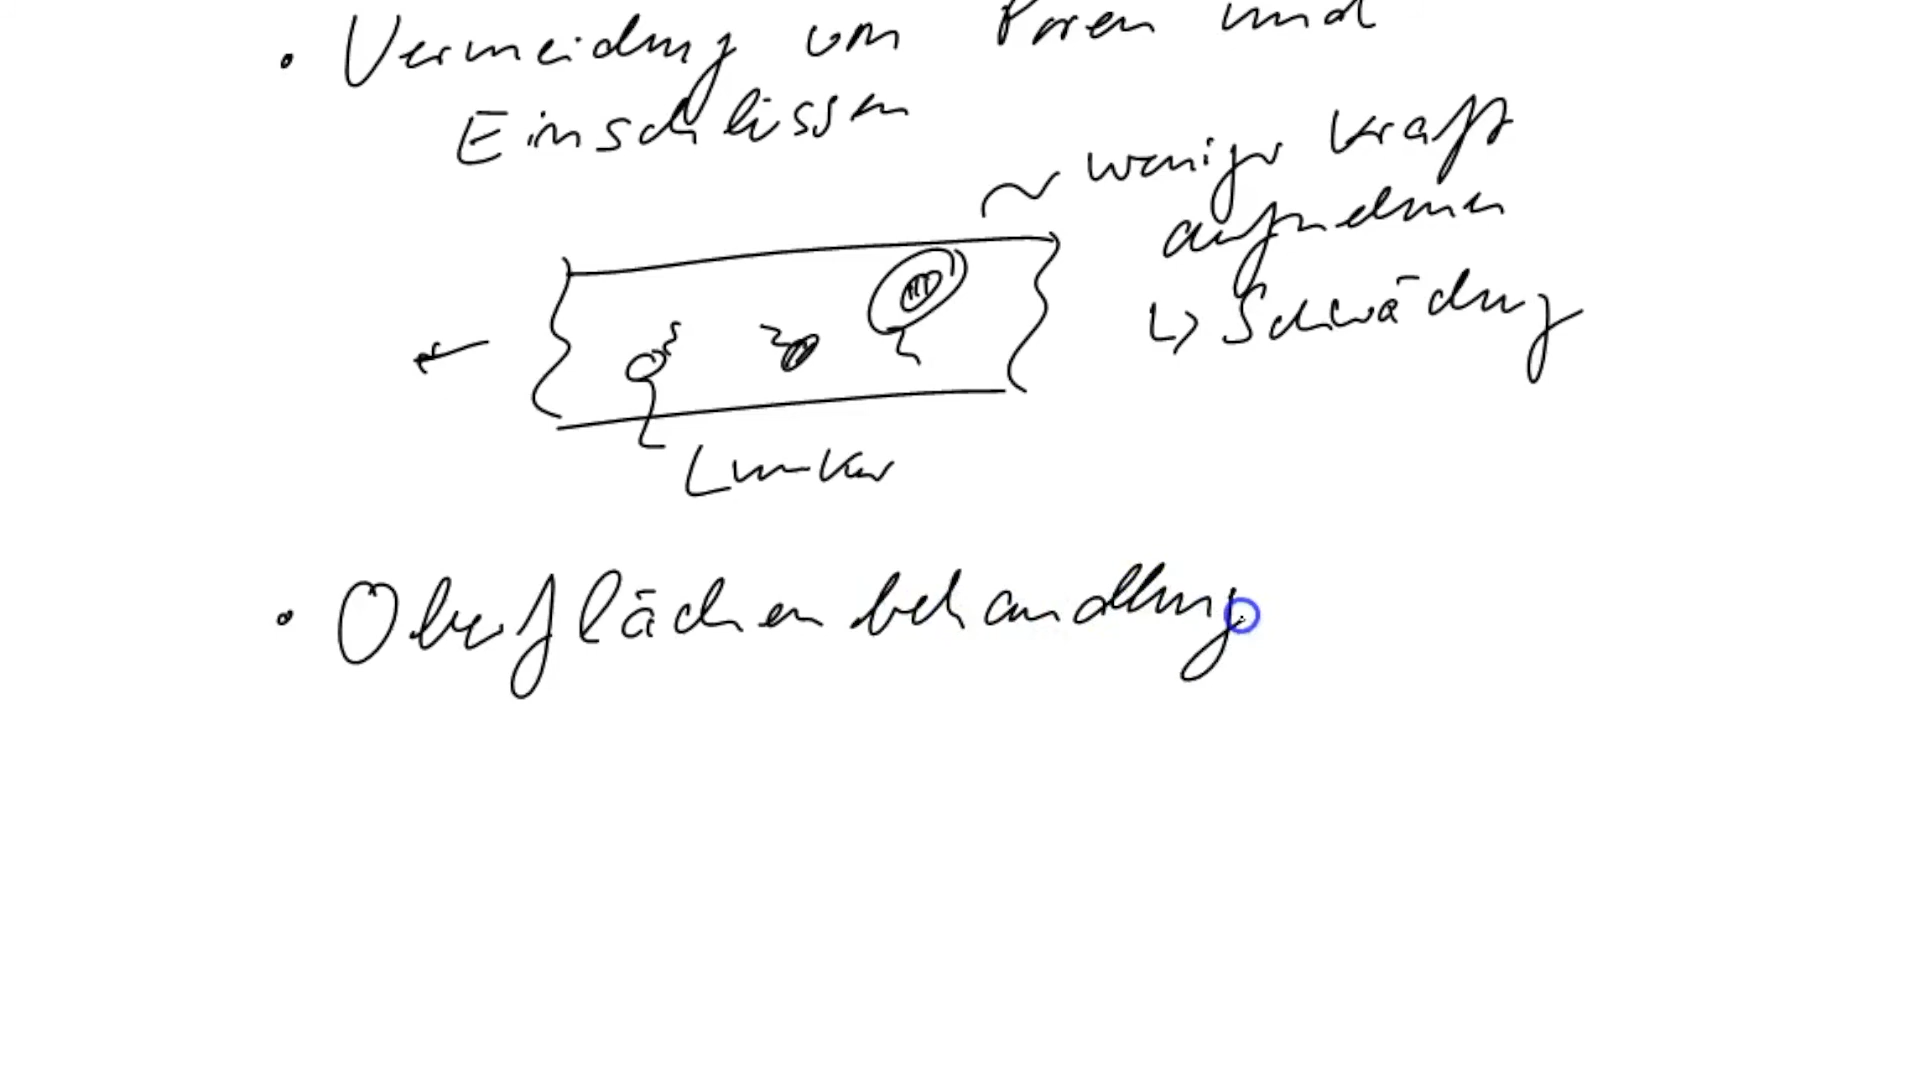 • Vermeidung von Poren und
Einschlüssen
weniger Kraft
aufnehmen
↳ Schwächung
Lunker
• Oberflächenbehandlung